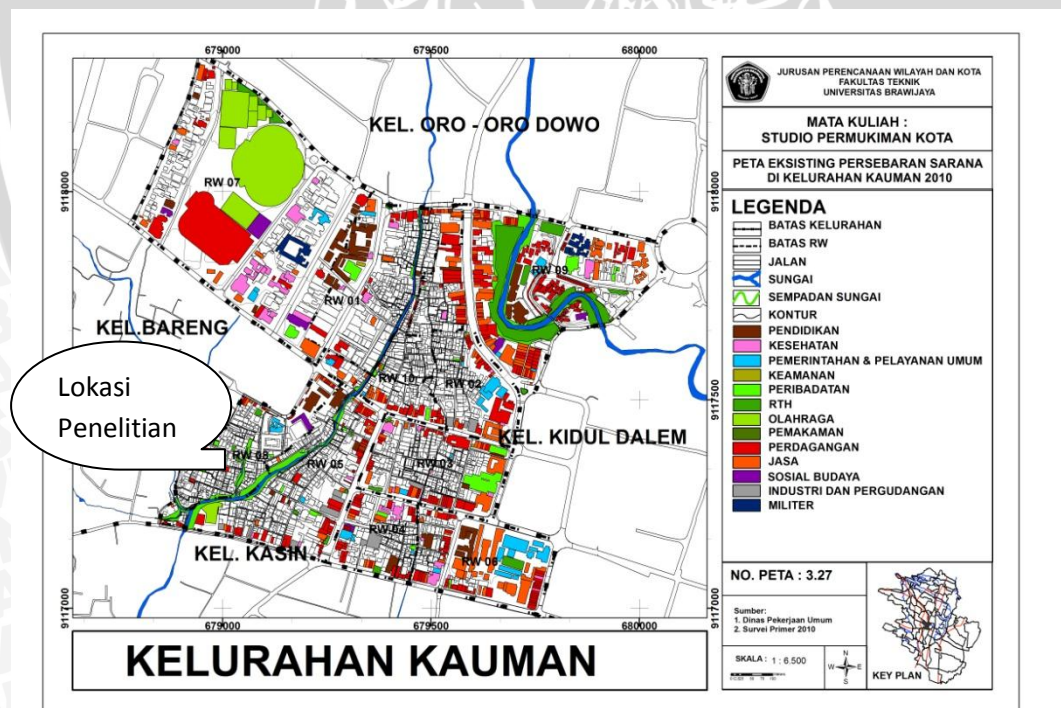 679000 679500 680000
9118000
9117500
9117000
9118000
9117000
679000 679500 680000
KEL. ORO - ORO DOWO
RW 07
RW 09
RW 01
KEL.BARENG
RW 10
RW 02
KEL. KIDUL DALEM
RW 08
RW 05
RW 03
RW 04
RW 06
KEL. KASIN
Lokasi
Penelitian
KELURAHAN KAUMAN
JURUSAN PERENCANAAN WILAYAH DAN KOTA
FAKULTAS TEKNIK
UNIVERSITAS BRAWIJAYA
MATA KULIAH :
STUDIO PERMUKIMAN KOTA
PETA EKSISTING PERSEBARAN SARANA
DI KELURAHAN KAUMAN 2010
LEGENDA
BATAS KELURAHAN
BATAS RW
JALAN
SUNGAI
SEMPADAN SUNGAI
KONTUR
PENDIDIKAN
KESEHATAN
PEMERINTAHAN & PELAYANAN UMUM
KEAMANAN
PERIBADATAN
RTH
OLAHRAGA
PEMAKAMAN
PERDAGANGAN
JASA
SOSIAL BUDAYA
INDUSTRI DAN PERGUDANGAN
MILITER
NO. PETA : 3.27
Sumber:
1. Dinas Pekerjaan Umum
2. Survei Primer 2010
SKALA : 1 : 6.500
N
W E
S
KEY PLAN